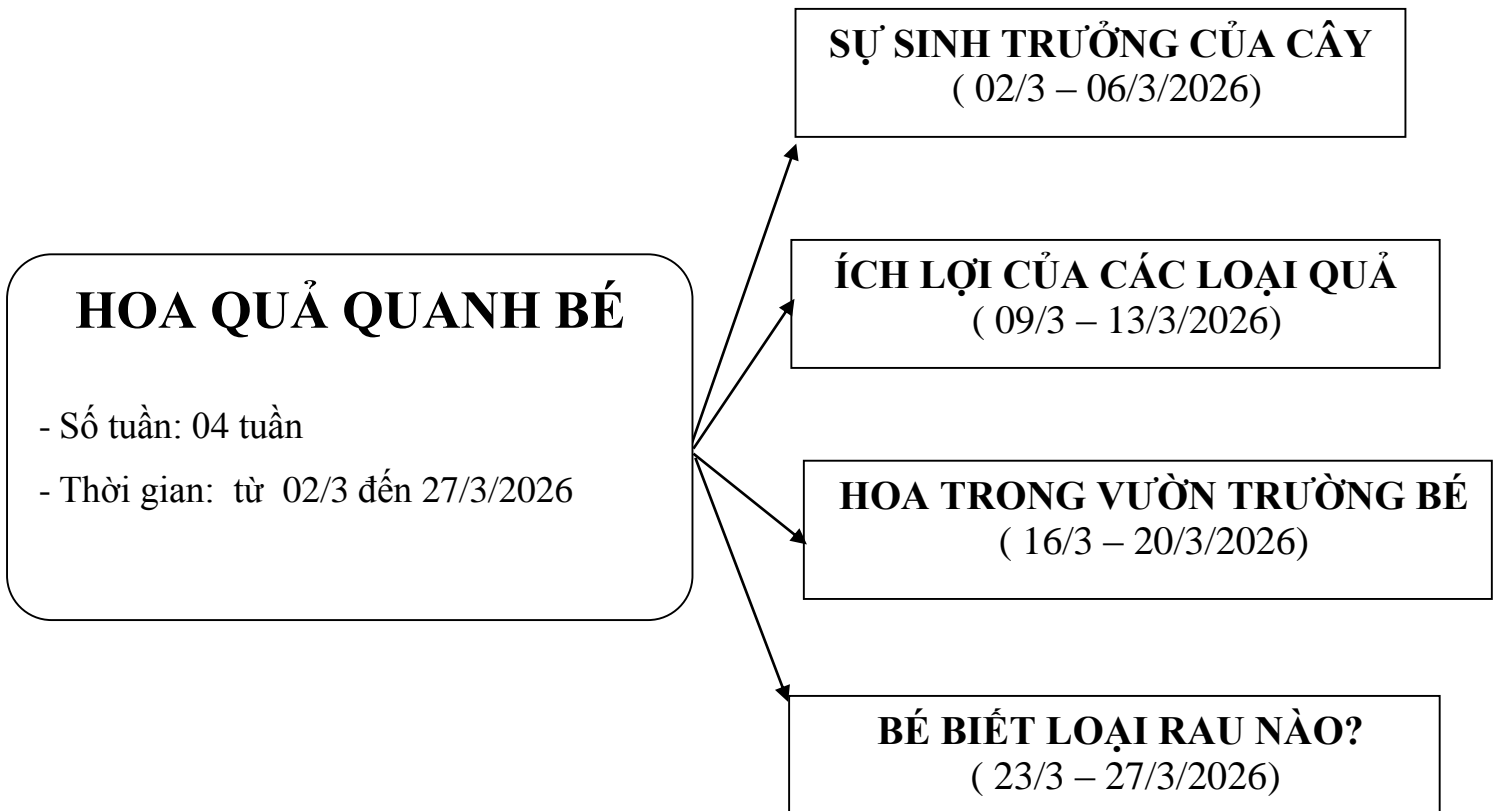 HOA QUẢ QUANH BÉ
- Số tuần: 04 tuần
- Thời gian: từ 02/3 đến 27/3/2026
SỰ SINH TRƯỞNG CỦA CÂY
( 02/3 – 06/3/2026)
ÍCH LỢI CỦA CÁC LOẠI QUẢ
( 09/3 – 13/3/2026)
HOA TRONG VƯỜN TRƯỜNG BÉ
( 16/3 – 20/3/2026)
BÉ BIẾT LOẠI RAU NÀO?
( 23/3 – 27/3/2026)